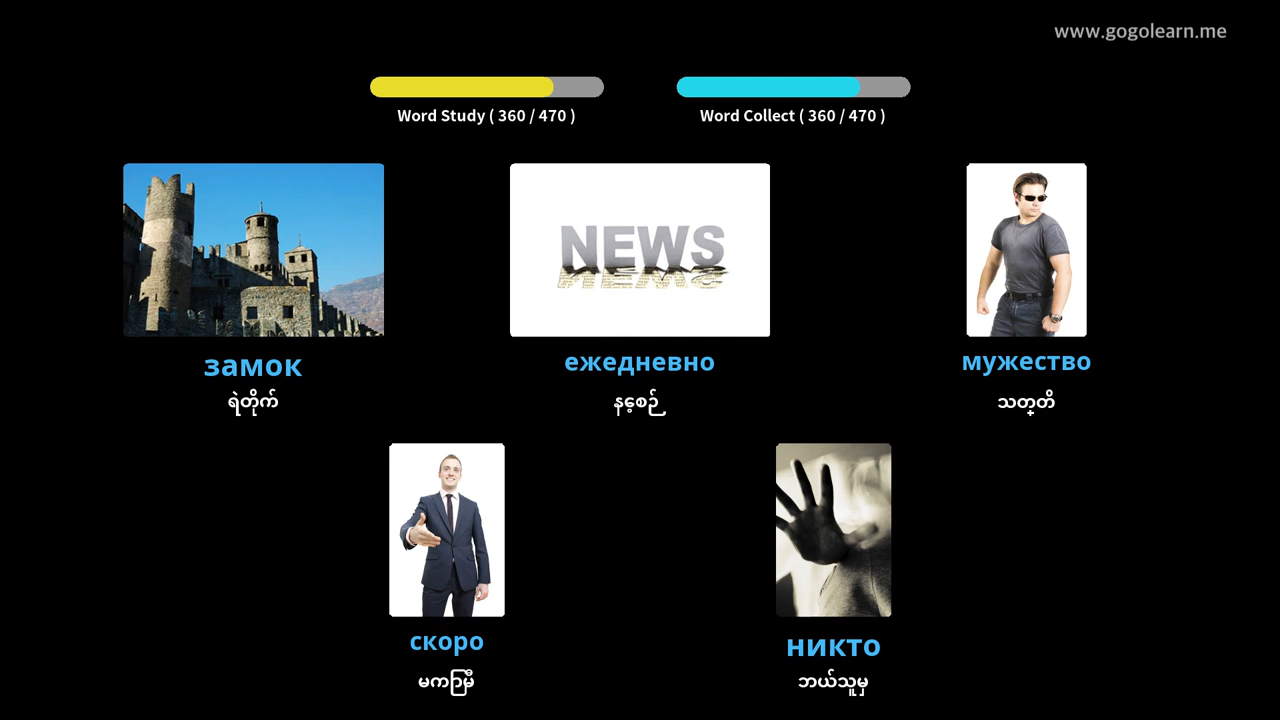 www.gogolearn.me
Word Study ( 360 / 470 )
Word Collect ( 360 / 470 )
NEWS
замок
ежедневно
мужество
ရဲတိုက်
နေ့စဉ်
သတ္တိ
скоро
никто
မကြာမီ
ဘယ်သူမှ